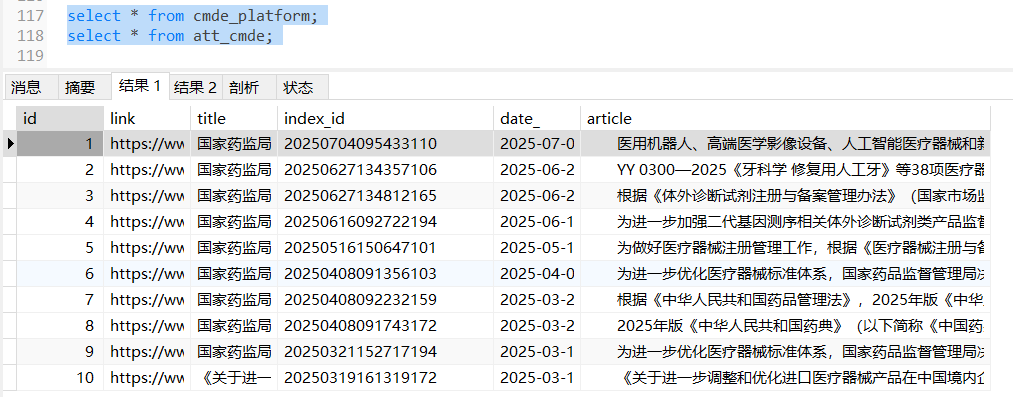 117 select * from cmde_platform;
118 select * from att_cmde;
119
消息 摘要 结果 1 结果 2 剖析 状态
id link title index_id date_ article
1 https://ww 国家药监局 20250704095433110 2025-07-0 医用机器人、高端医学影像设备、人工智能医疗器械和新
2 https://ww 国家药监局 20250627134357106 2025-06-2 YY 0300—2025《牙科学 修复用人工牙》等38项医疗器
3 https://ww 国家药监局 20250627134812165 2025-06-2 根据《体外诊断试剂注册与备案管理办法》（国家市场监
4 https://ww 国家药监局 20250616092722194 2025-06-1 为进一步加强二代基因测序相关体外诊断试剂类产品监管
5 https://ww 国家药监局 20250516150647101 2025-05-1 为做好医疗器械注册管理工作，根据《医疗器械注册与备
6 https://ww 国家药监局 20250408091356103 2025-04-0 为进一步优化医疗器械标准体系，国家药品监督管理局决
7 https://ww 国家药监局 20250408092232159 2025-03-2 根据《中华人民共和国药品管理法》，2025年版《中华
8 https://ww 国家药监局 20250408091743172 2025-03-2 2025年版《中华人民共和国药典》（以下简称《中国药
9 https://ww 国家药监局 20250321152717194 2025-03-1 为进一步优化医疗器械标准体系，国家药品监督管理局决
10 https://ww 《关于进一 20250319161319172 2025-03-1 《关于进一步调整和优化进口医疗器械产品在中国境内企